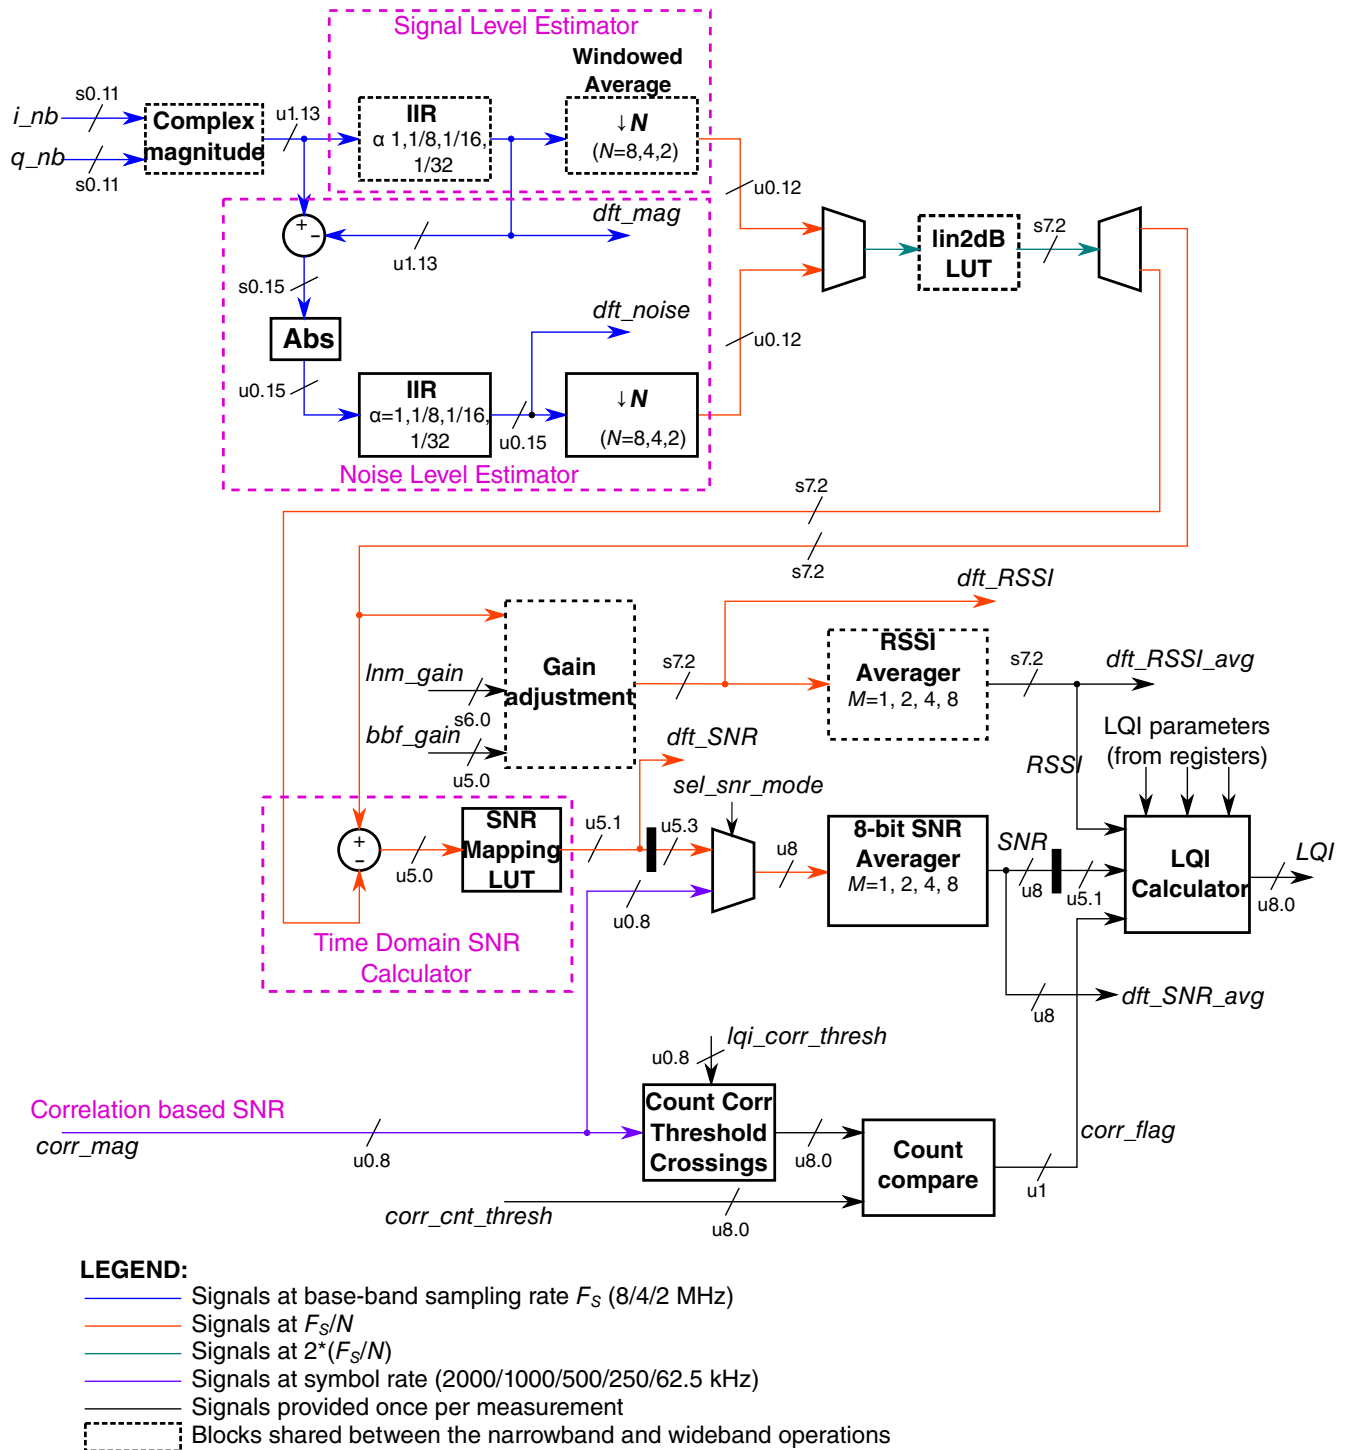 Signal Level Estimator
Windowed
Average
s0.11
i_nb
Complex
magnitude
u1.13
IIR
α 1,1/8,1/16,
1/32
↓N
(N=8,4,2)
q_nb
s0.11
u0.12
+
−
dft_mag
u1.13
lin2dB
LUT
s7.2
s0.15
dft_noise
Abs
u0.12
u0.15
IIR
α=1,1/8,1/16,
1/32
u0.15
↓N
(N=8,4,2)
Noise Level Estimator
s7.2
s7.2
dft_RSSI
Gain
adjustment
lnm_gain
s6.0
s7.2
RSSI
Averager
M=1, 2, 4, 8
s7.2
dft_RSSI_avg
bbf_gain
u5.0
dft_SNR
LQI parameters
(from registers)
RSSI
sel_snr_mode
+
−
u5.0
SNR
Mapping
LUT
u5.1
u5.3
u0.8
u8
8-bit SNR
Averager
M=1, 2, 4, 8
SNR
u8
u5.1
LQI
Calculator
LQI
u8.0
Time Domain SNR
Calculator
u8
dft_SNR_avg
lqi_corr_thresh
u0.8
Correlation based SNR
corr_mag
u0.8
Count Corr
Threshold
Crossings
u8.0
Count
compare
corr_flag
u1
corr_cnt_thresh
u8.0
LEGEND:
Signals at base-band sampling rate FS (8/4/2 MHz)
Signals at FS/N
Signals at 2*(FS/N)
Signals at symbol rate (2000/1000/500/250/62.5 kHz)
Signals provided once per measurement
Blocks shared between the narrowband and wideband operations